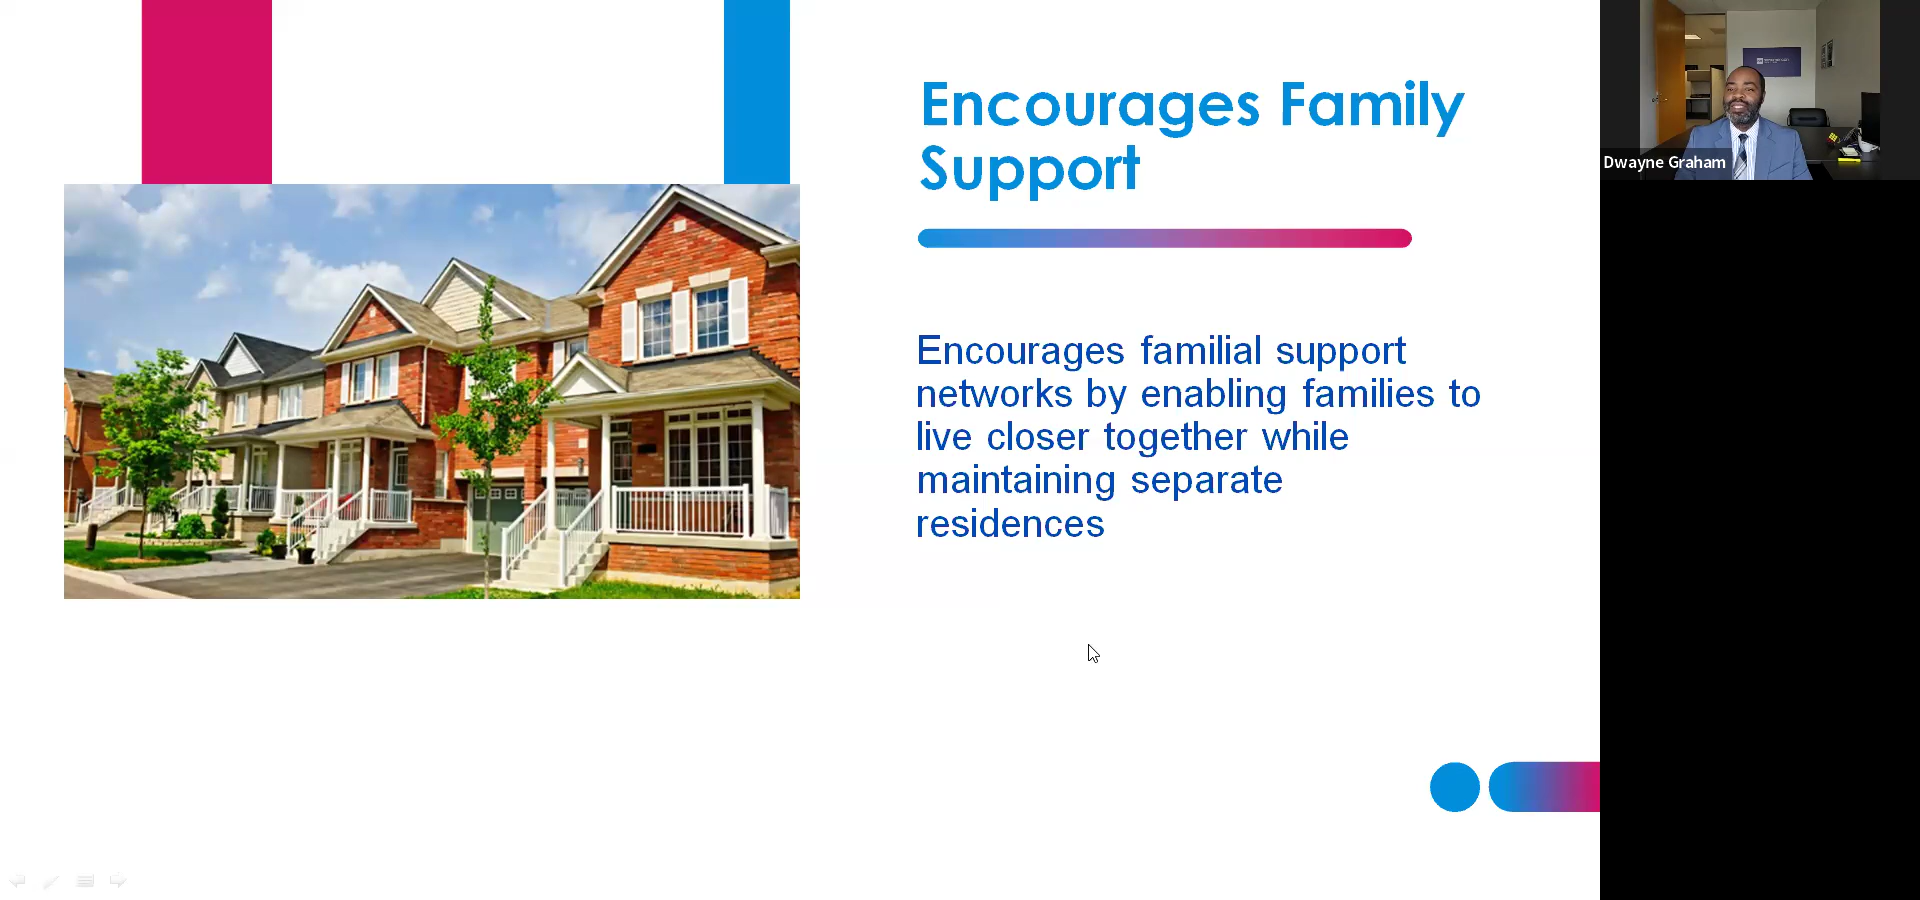 Encourages Family
Support
Encourages familial support
networks by enabling families to
live closer together while
maintaining separate
residences
Dwayne Graham